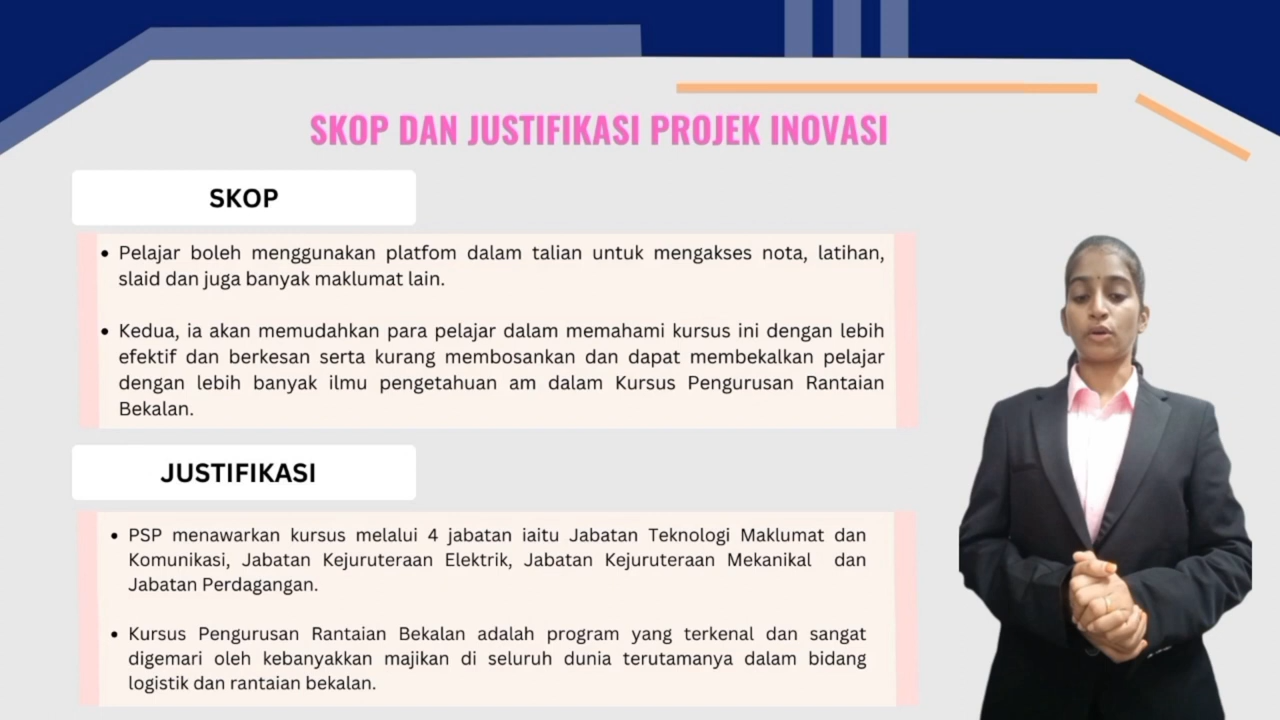 SKOP DAN JUSTIFIKASI PROJEK INOVASI
SKOP
• Pelajar boleh menggunakan platfom dalam talian untuk mengakses nota, latihan,
slaid dan juga banyak maklumat lain.
• Kedua, ia akan memudahkan para pelajar dalam memahami kursus ini dengan lebih
efektif dan berkesan serta kurang membosankan dan dapat membekalkan pelajar
dengan lebih banyak ilmu pengetahuan am dalam Kursus Pengurusan Rantaian
Bekalan.
JUSTIFIKASI
• PSP menawarkan kursus melalui 4 jabatan iaitu Jabatan Teknologi Maklumat dan
Komunikasi, Jabatan Kejuruteraan Elektrik, Jabatan Kejuruteraan Mekanikal dan
Jabatan Perdagangan.
• Kursus Pengurusan Rantaian Bekalan adalah program yang terkenal dan sangat
digemari oleh kebanyakkan majikan di seluruh dunia terutamanya dalam bidang
logistik dan rantaian bekalan.